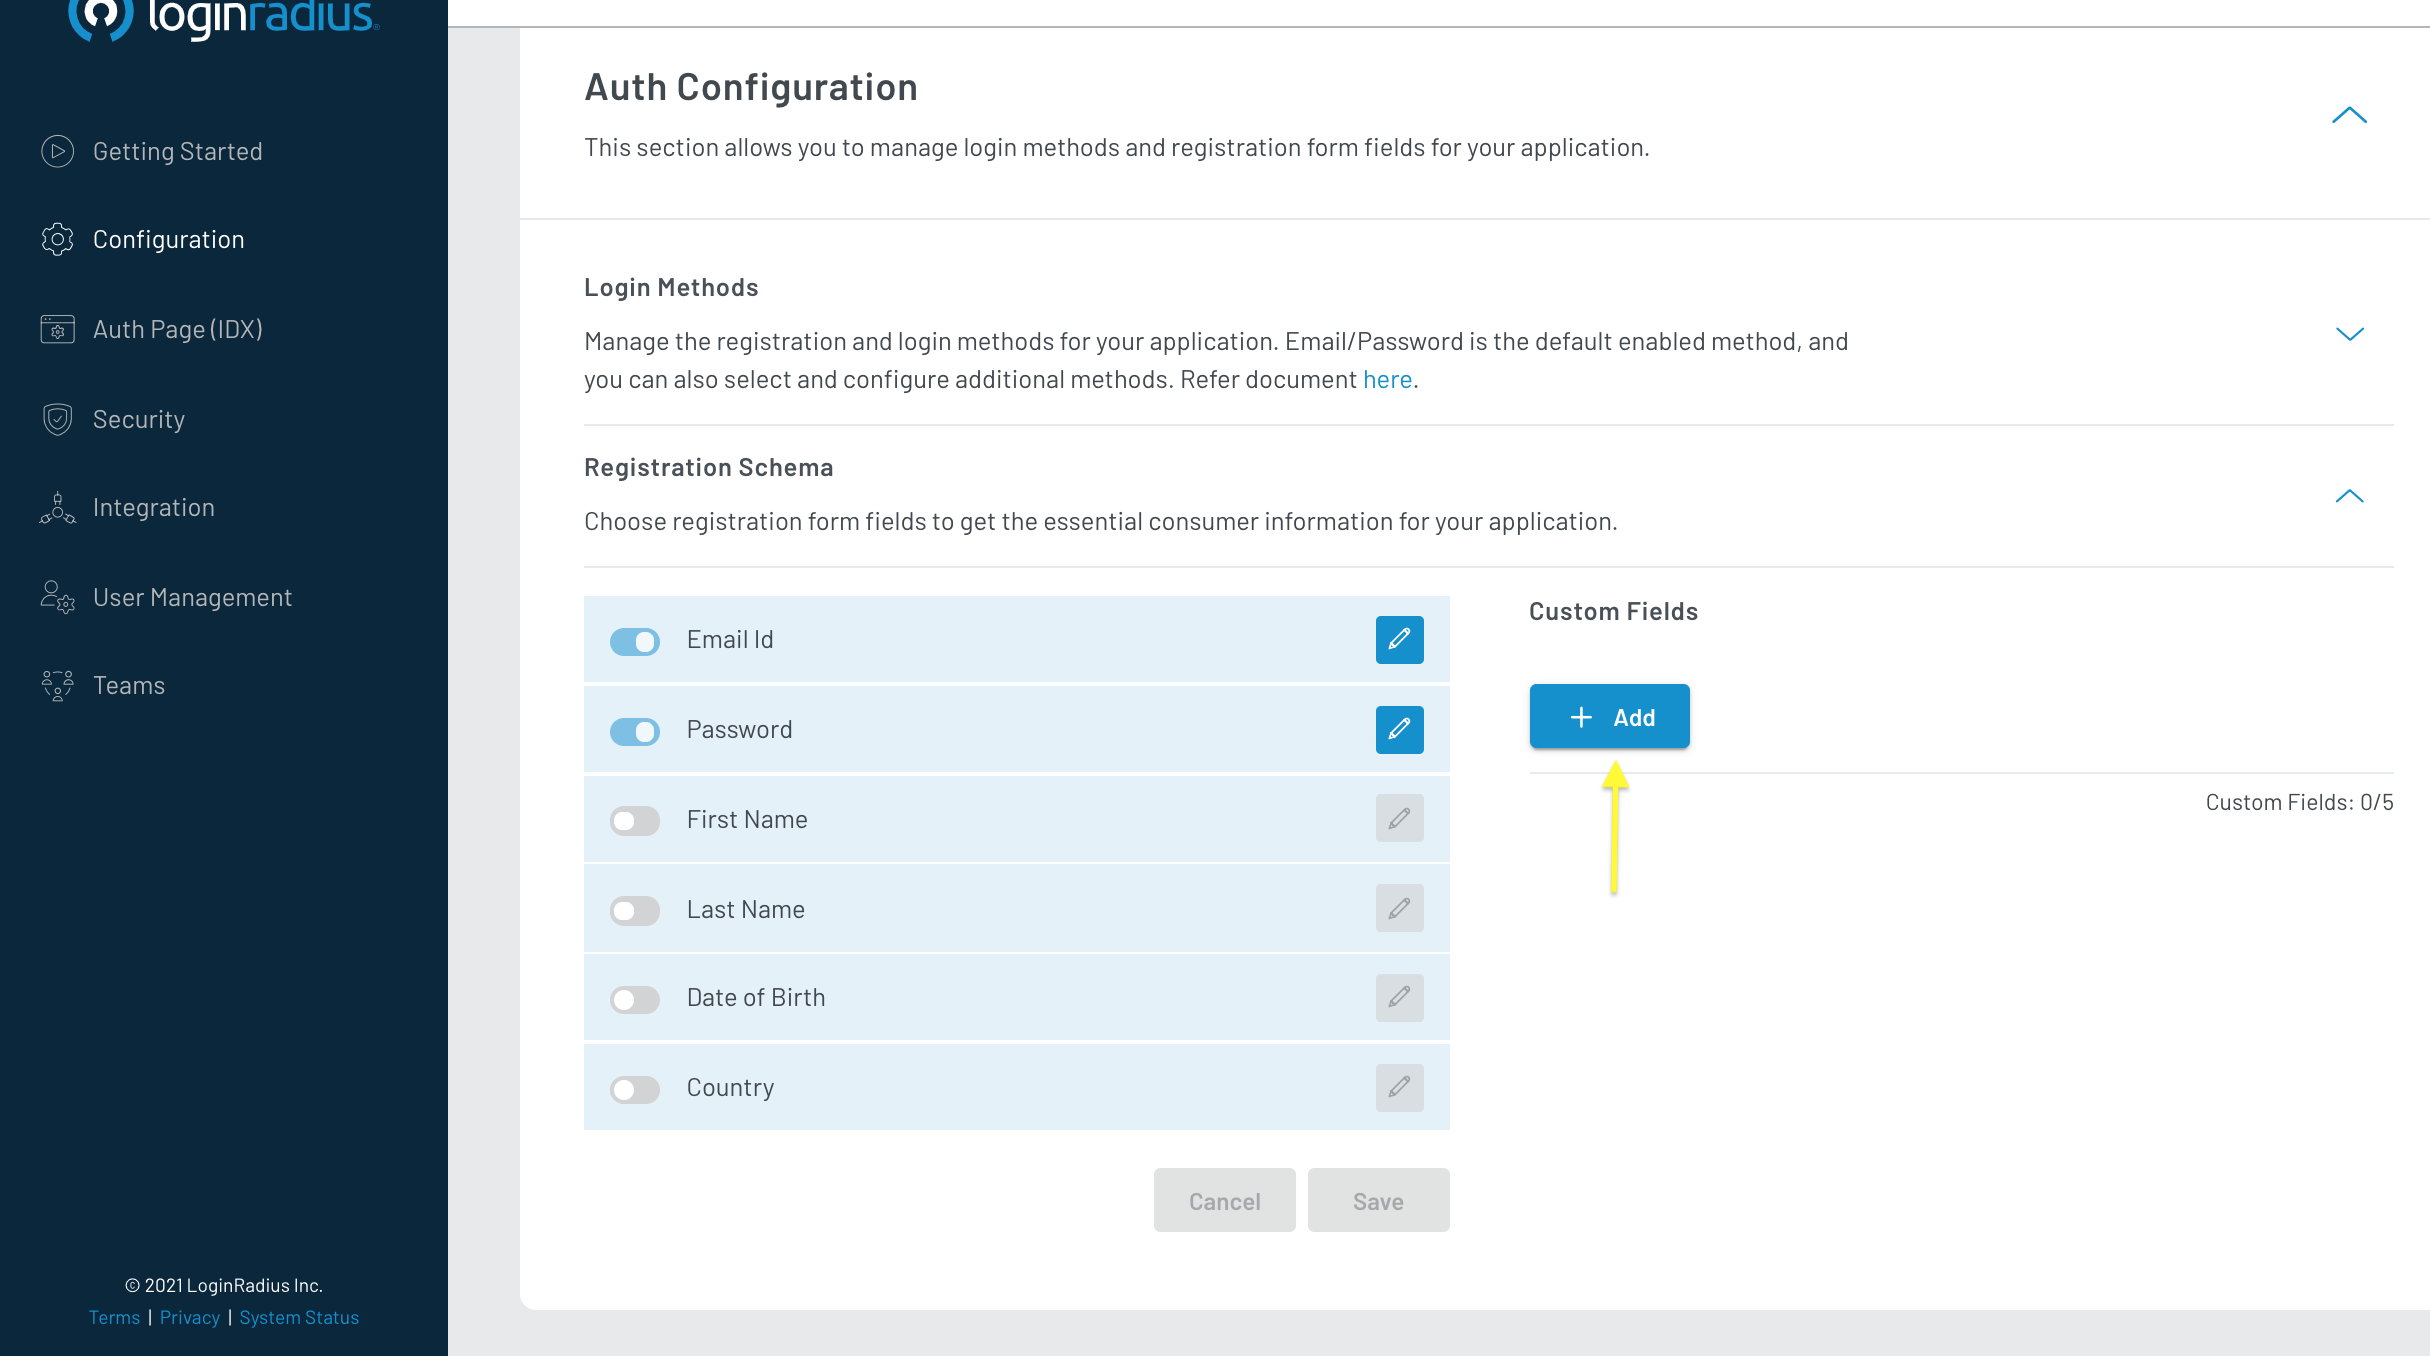 loginradius
Getting Started
Configuration
Auth Page (IDX)
Security
Integration
User Management
Teams
© 2021 LoginRadius Inc.
Terms | Privacy | System Status
Auth Configuration
This section allows you to manage login methods and registration form fields for your application.
Login Methods
Manage the registration and login methods for your application. Email/Password is the default enabled method, and
you can also select and configure additional methods. Refer document here.
Registration Schema
Choose registration form fields to get the essential consumer information for your application.
Email Id
Password
First Name
Last Name
Date of Birth
Country
Cancel
Save
Custom Fields
+ Add
Custom Fields: 0/5